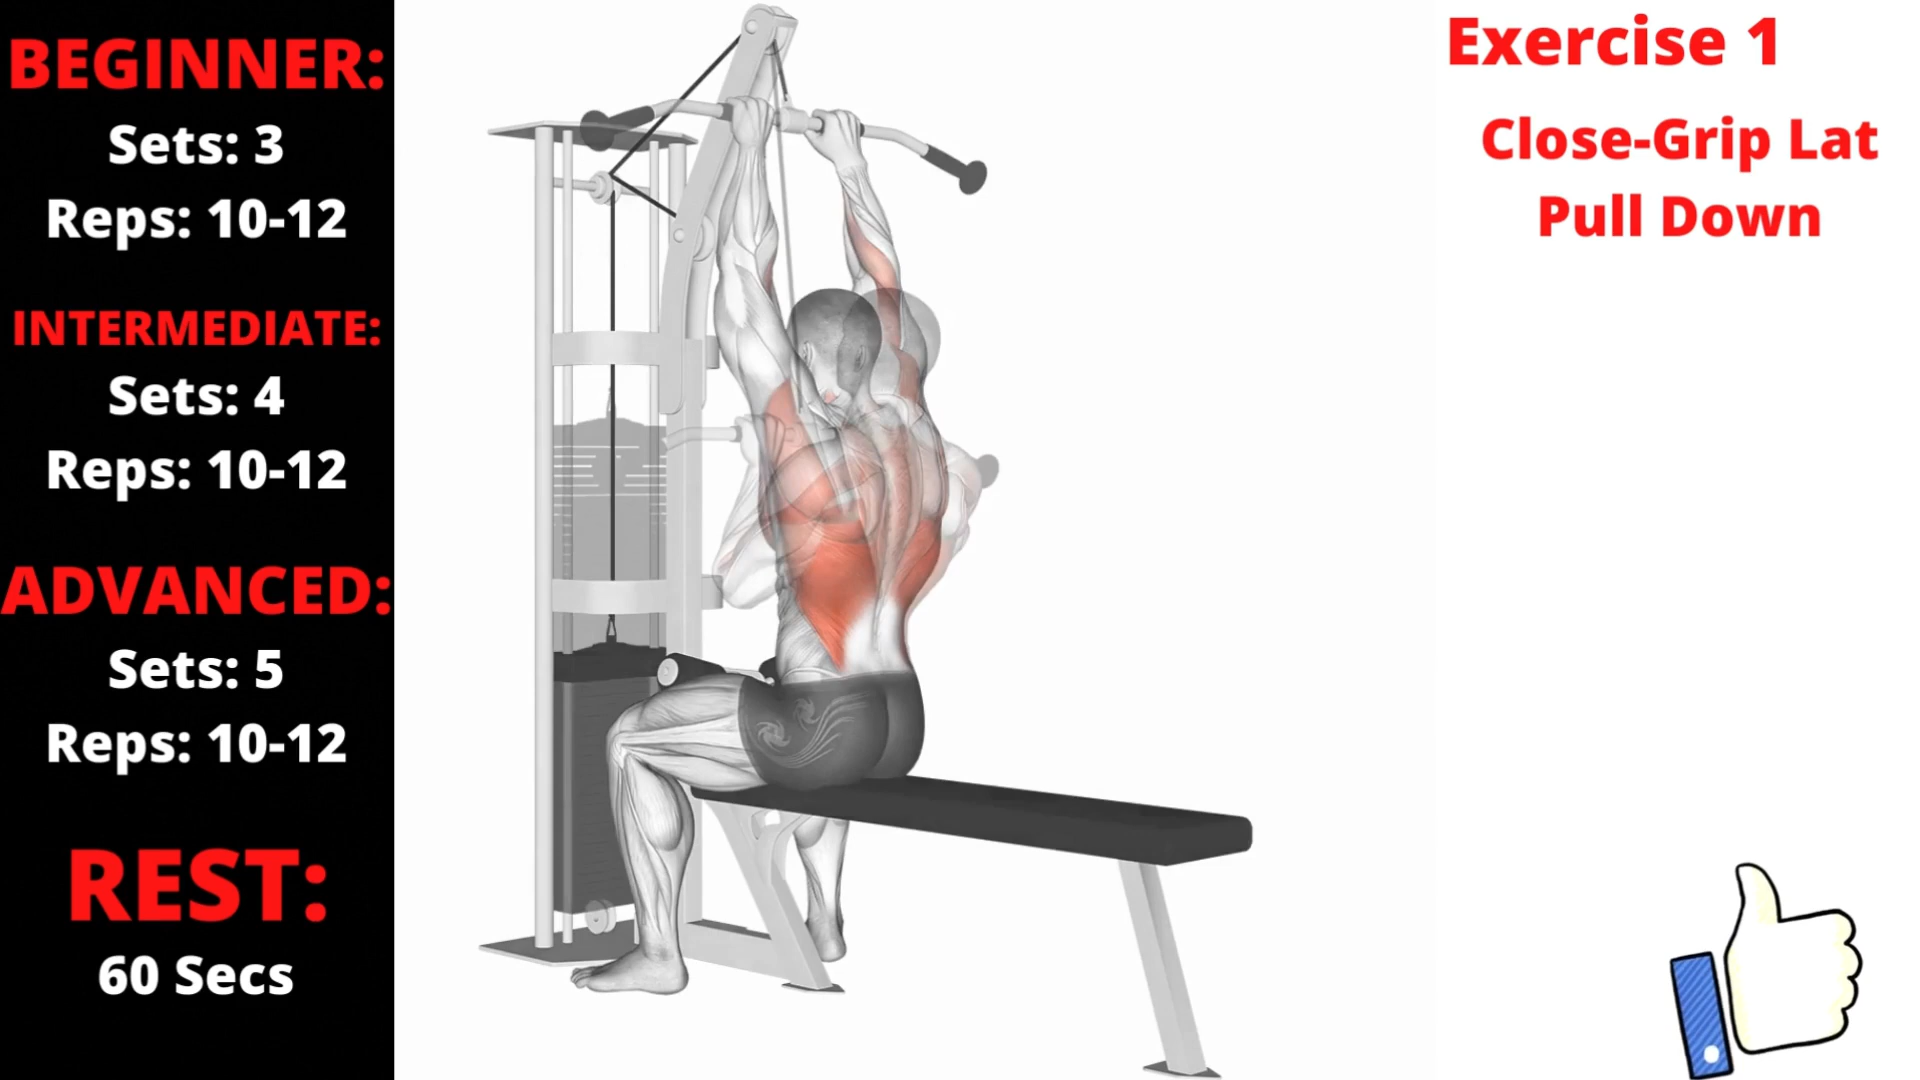 BEGINNER:
Sets: 3
Reps: 10-12
INTERMEDIATE:
Sets: 4
Reps: 10-12
ADVANCED:
Sets: 5
Reps: 10-12
REST:
60 Secs
Exercise 1
Close-Grip Lat
Pull Down